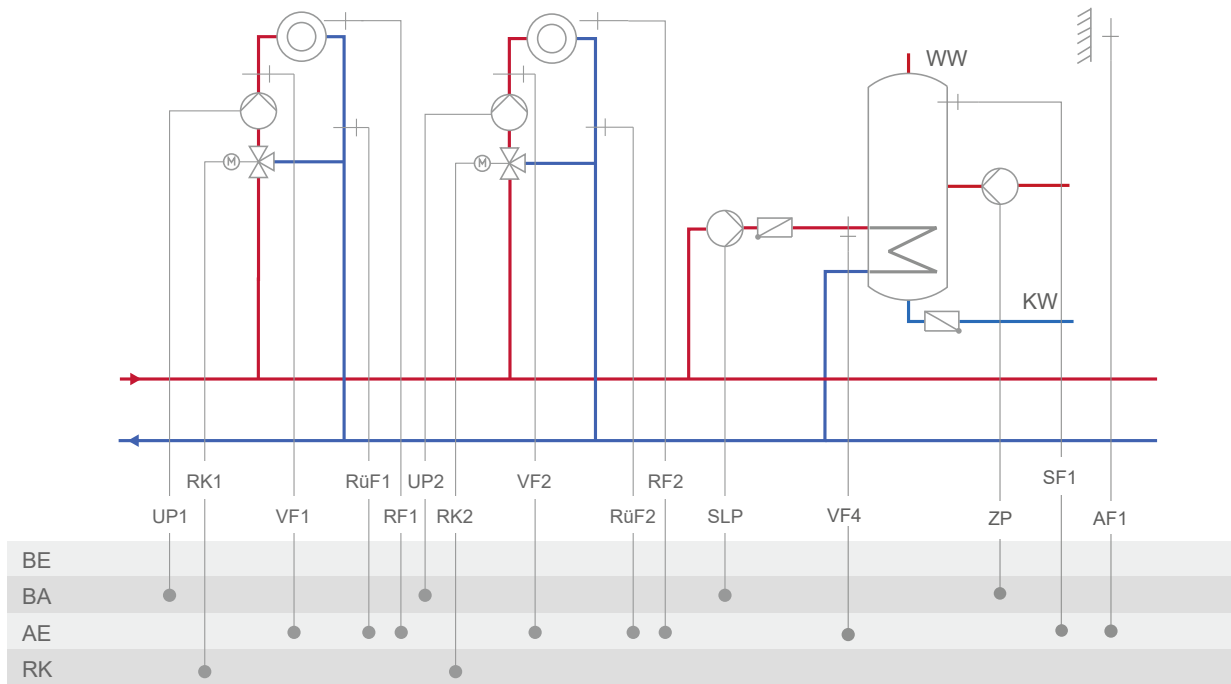 WW
M
M
KW
RK1 RüF1 UP2 VF2 RF2 SF1
UP1 VF1 RF1 RK2 RüF2 SLP VF4 ZP AF1
BE
BA
AE
RK